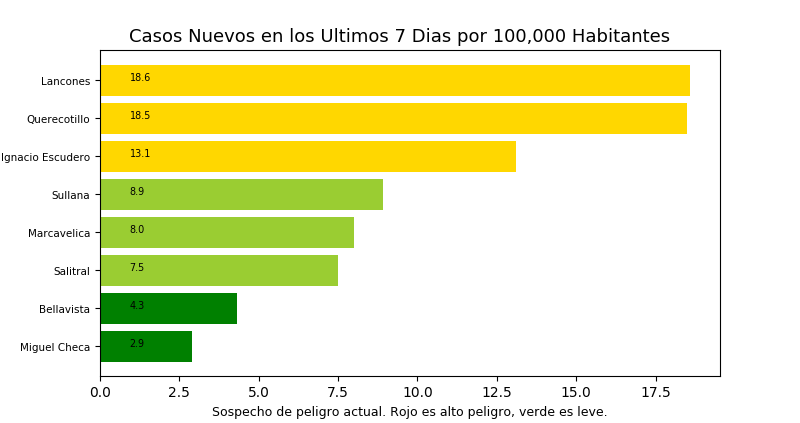 Casos Nuevos en los Ultimos 7 Dias por 100,000 Habitantes
Lancones 18.6
Querecotillo 18.5
Ignacio Escudero 13.1
Sullana 8.9
Marcavelica 8.0
Salitral 7.5
Bellavista 4.3
Miguel Checa 2.9
0.0 2.5 5.0 7.5 10.0 12.5 15.0 17.5
Sospecho de peligro actual. Rojo es alto peligro, verde es leve.